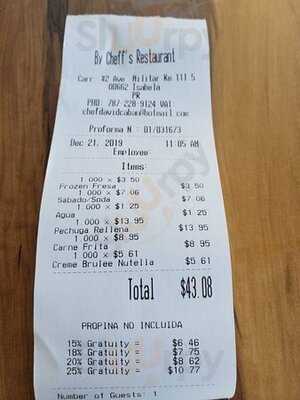 By Cheff's Restaurant
Carr #2 Ave. Militar Km 111.5
00662 Isabela
PR
PHO: 787-228-9124 VAT
chefdavidcaban@hotmail.com
Proforma N : 01/031673
Dec 21, 2019 11:05 AM
Employee:
Items:
1.000 × $3.50
Frozen Fresa $3.50
1.000 × $7.06
Sabado/Soda $7.06
1.000 × $1.25
Agua $1.25
1.000 × $13.95
Pechuga Rellena $13.95
1.000 × $8.95
Carne Frita $8.95
1.000 × $5.61
Creme Brulee Nutella $5.61
Total $43.08
PROPINA NO INCLUIDA
15% Gratuity = $6.46
18% Gratuity = $7.75
20% Gratuity = $8.62
25% Gratuity = $10.77
Number of Guests: 1